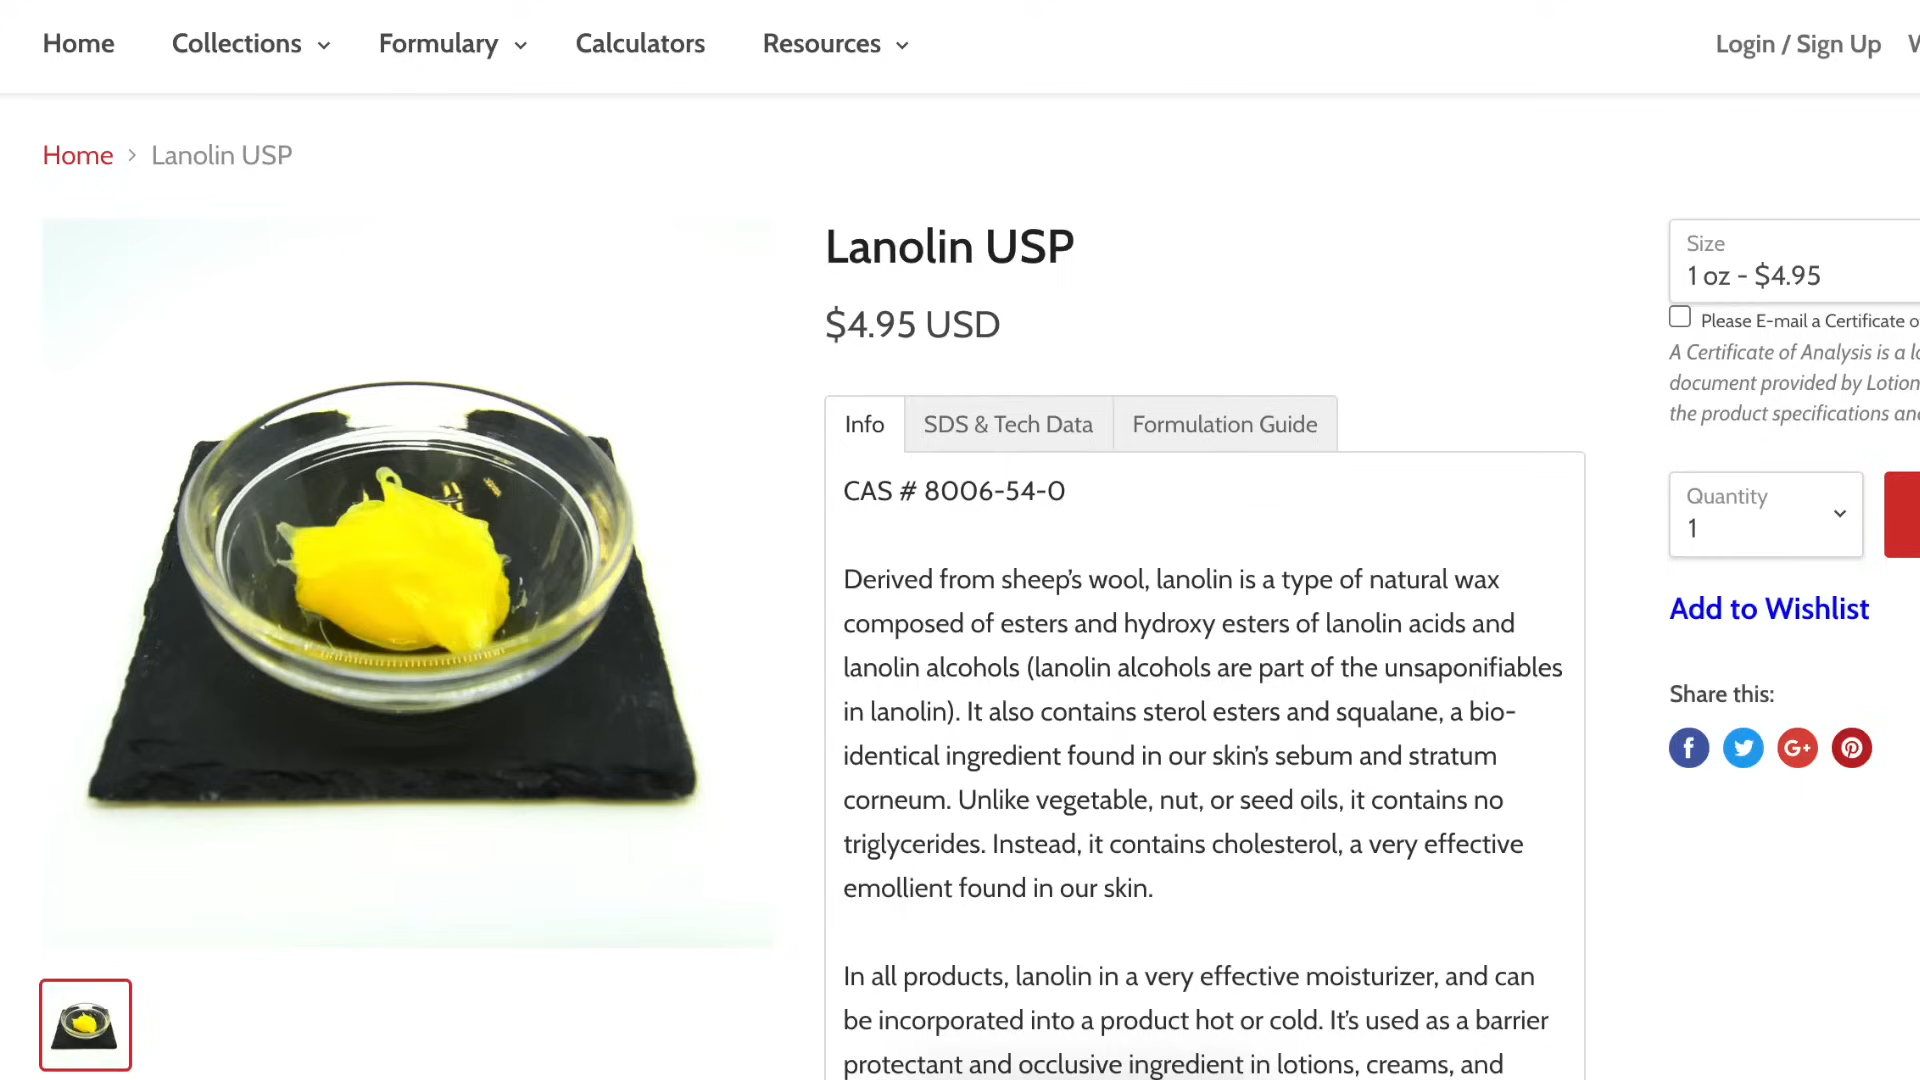 Home Collections Formulary Calculators Resources Login / Sign Up
Home > Lanolin USP
Lanolin USP
$4.95 USD
Info SDS & Tech Data Formulation Guide
CAS # 8006-54-0
Derived from sheep's wool, lanolin is a type of natural wax
composed of esters and hydroxy esters of lanolin acids and
lanolin alcohols (lanolin alcohols are part of the unsaponifiables
in lanolin). It also contains sterol esters and squalane, a bio-
identical ingredient found in our skin's sebum and stratum
corneum. Unlike vegetable, nut, or seed oils, it contains no
triglycerides. Instead, it contains cholesterol, a very effective
emollient found in our skin.
In all products, lanolin in a very effective moisturizer, and can
be incorporated into a product hot or cold. It's used as a barrier
protectant and occlusive ingredient in lotions, creams, and
Size
1 oz - $4.95
Please E-mail a Certificate
A Certificate of Analysis is a
document provided by Lotion
the product specifications
Quantity
1
Add to Wishlist
Share this: